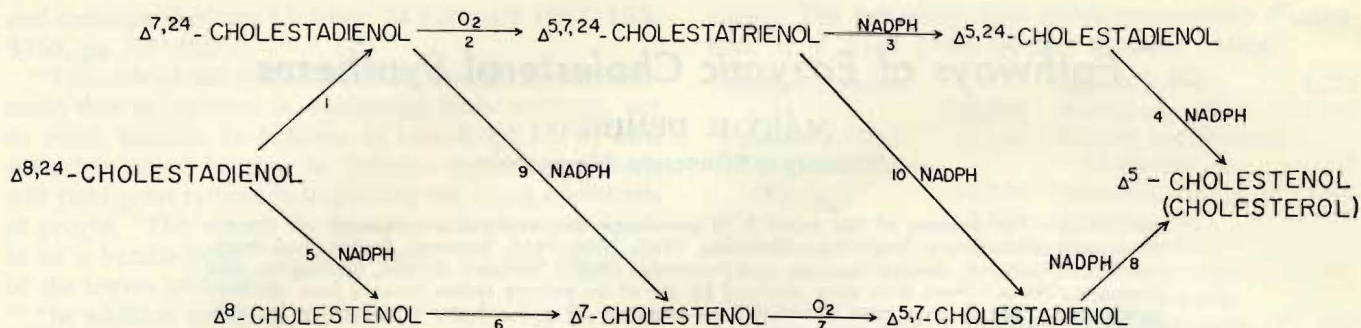 Δ7,24- CHOLESTADIENOL O2 2 Δ5,7,24- CHOLESTATRIENOL NADPH 3 Δ5,24- CHOLESTADIENOL
1 4 NADPH
Δ8,24-CHOLESTADIENOL 9 NADPH 10 NADPH Δ5 - CHOLESTENOL
(CHOLESTEROL)
5 NADPH NADPH 8
Δ8- CHOLESTENOL 6 Δ7- CHOLESTENOL O2 7 Δ5,7- CHOLESTADIENOL